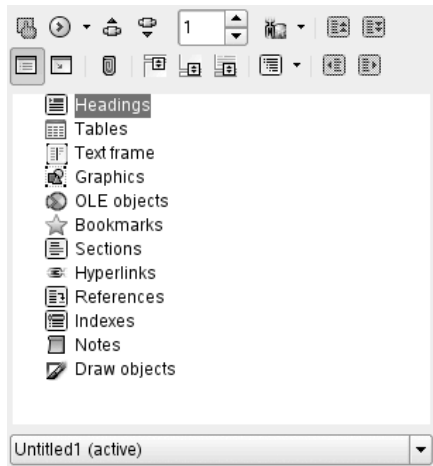 1
Headings
Tables
Text frame
Graphics
OLE objects
Bookmarks
Sections
Hyperlinks
References
Indexes
Notes
Draw objects
Untitled1 (active)